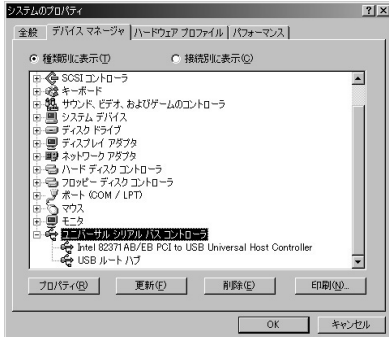 システムのプロパティ
全般
デバイス マネージャ
ハードウェア プロファイル
パフォーマンス
種類別に表示(T)
接続別に表示(C)
SCSI コントローラ
キーボード
サウンド、ビデオ、およびゲームのコントローラ
システム デバイス
ディスク ドライブ
ディスプレイ アダプタ
ネットワーク アダプタ
ハード ディスク コントローラ
フロッピー ディスク コントローラ
ポート (COM / LPT)
マウス
モニタ
ユニバーサル シリアル バス コントローラ
Intel 82371AB/EB PCI to USB Universal Host Controller
USB ルート ハブ
プロパティ(R)
更新(F)
削除(E)
印刷(N)...
OK
キャンセル